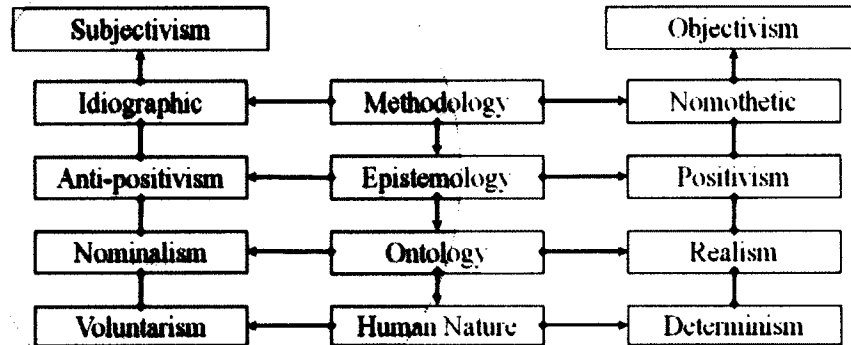 Subjectivism Objectivism
Idiographic Methodology Nomothetic
Anti-positivism Epistemology Positivism
Nominalism Ontology Realism
Voluntarism Human Nature Determinism